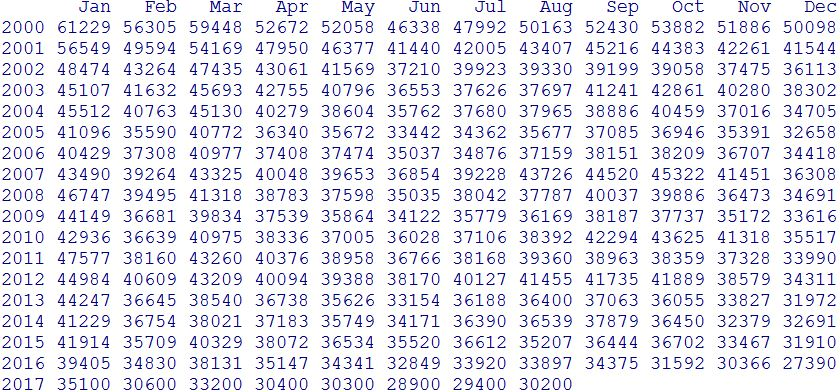 Jan Feb Mar Apr May Jun Jul Aug Sep Oct Nov Dec
2000 61229 56305 59448 52672 52058 46338 47992 50163 52430 53882 51886 50098
2001 56549 49594 54169 47950 46377 41440 42005 43407 45216 44383 42261 41544
2002 48474 43264 47435 43061 41569 37210 39923 39330 39199 39058 37475 36113
2003 45107 41632 45693 42755 40796 36553 37626 37697 41241 42861 40280 38302
2004 45512 40763 45130 40279 38604 35762 37680 37965 38886 40459 37016 34705
2005 41096 35590 40772 36340 35672 33442 34362 35677 37085 36946 35391 32658
2006 40429 37308 40977 37408 37474 35037 34876 37159 38151 38209 36707 34418
2007 43490 39264 43325 40048 39653 36854 39228 43726 44520 45322 41451 36308
2008 46747 39495 41318 38783 37598 35035 38042 37787 40037 39886 36473 34691
2009 44149 36681 39834 37539 35864 34122 35779 36169 38187 37737 35172 33616
2010 42936 36639 40975 38336 37005 36028 37106 38392 42294 43625 41318 35517
2011 47577 38160 43260 40376 38958 36766 38168 39360 38963 38359 37328 33990
2012 44984 40609 43209 40094 39388 38170 40127 41455 41735 41889 38579 34311
2013 44247 36645 38540 36738 35626 33154 36188 36400 37063 36055 33827 31972
2014 41229 36754 38021 37183 35749 34171 36390 36539 37879 36450 32379 32691
2015 41914 35709 40329 38072 36534 35520 36612 35207 36444 36702 33467 31910
2016 39405 34830 38131 35147 34341 32849 33920 33897 34375 31592 30366 27390
2017 35100 30600 33200 30400 30300 28900 29400 30200